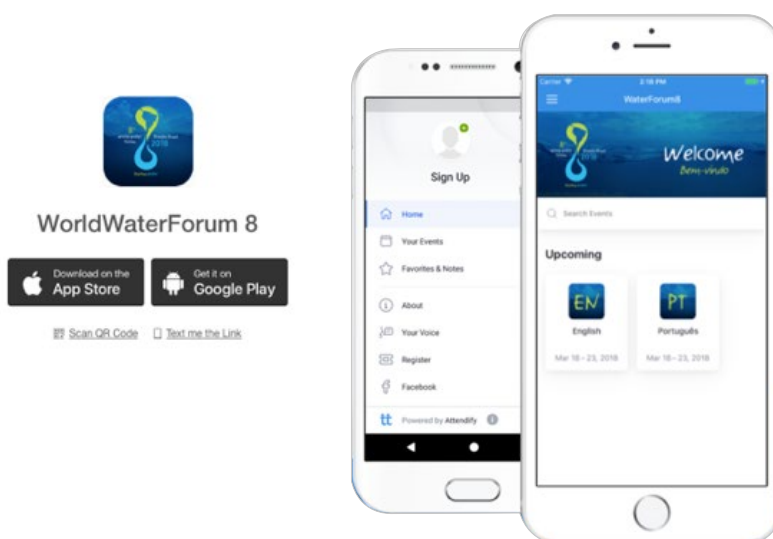 WorldWaterForum 8
Download on the
App Store
Get it on
Google Play
Scan QR Code
Text me the Link
Sign Up
Home
Your Events
Favorites & Notes
About
Your Voice
Register
Facebook
tt Powered by Attendify
Carrier
2:18 PM
WaterForum8
Welcome
Bem-vindo
Search Events
Upcoming
EN
English
Mar 18 – 23, 2018
PT
Português
Mar 18 – 23, 2018